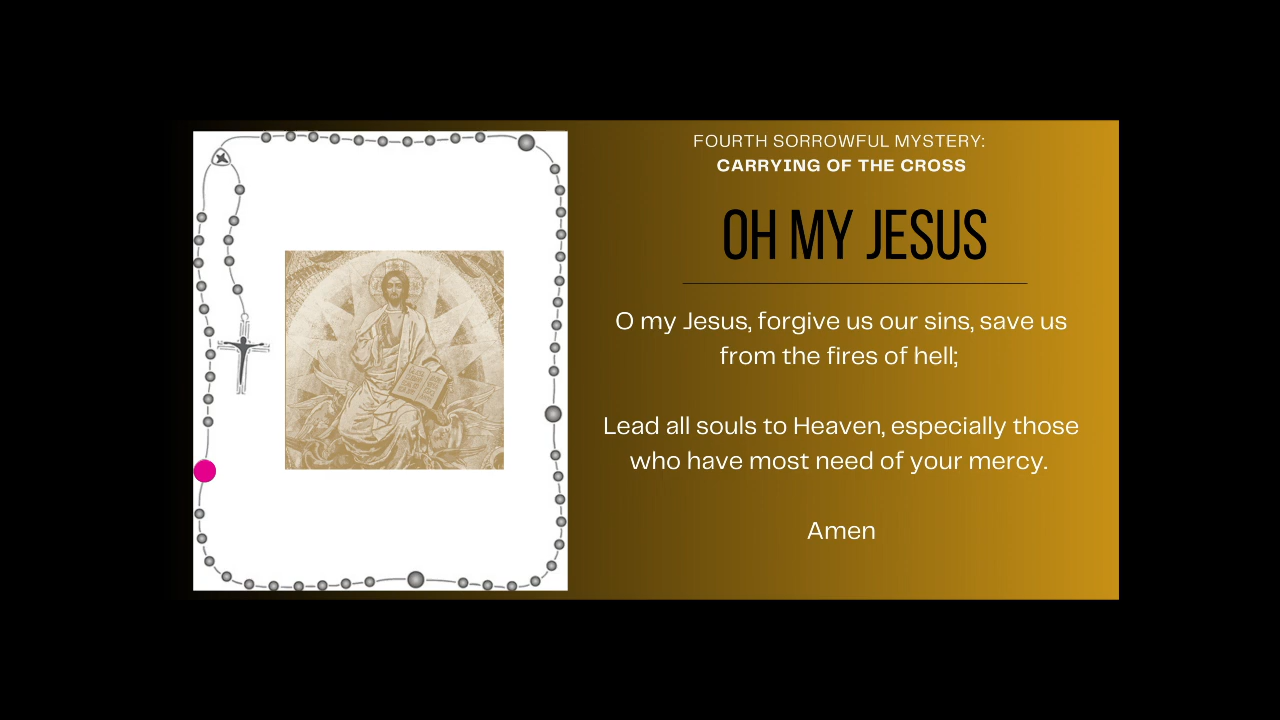 FOURTH SORROWFUL MYSTERY:
CARRYING OF THE CROSS
OH MY JESUS
O my Jesus, forgive us our sins, save us
from the fires of hell;
Lead all souls to Heaven, especially those
who have most need of your mercy.
Amen